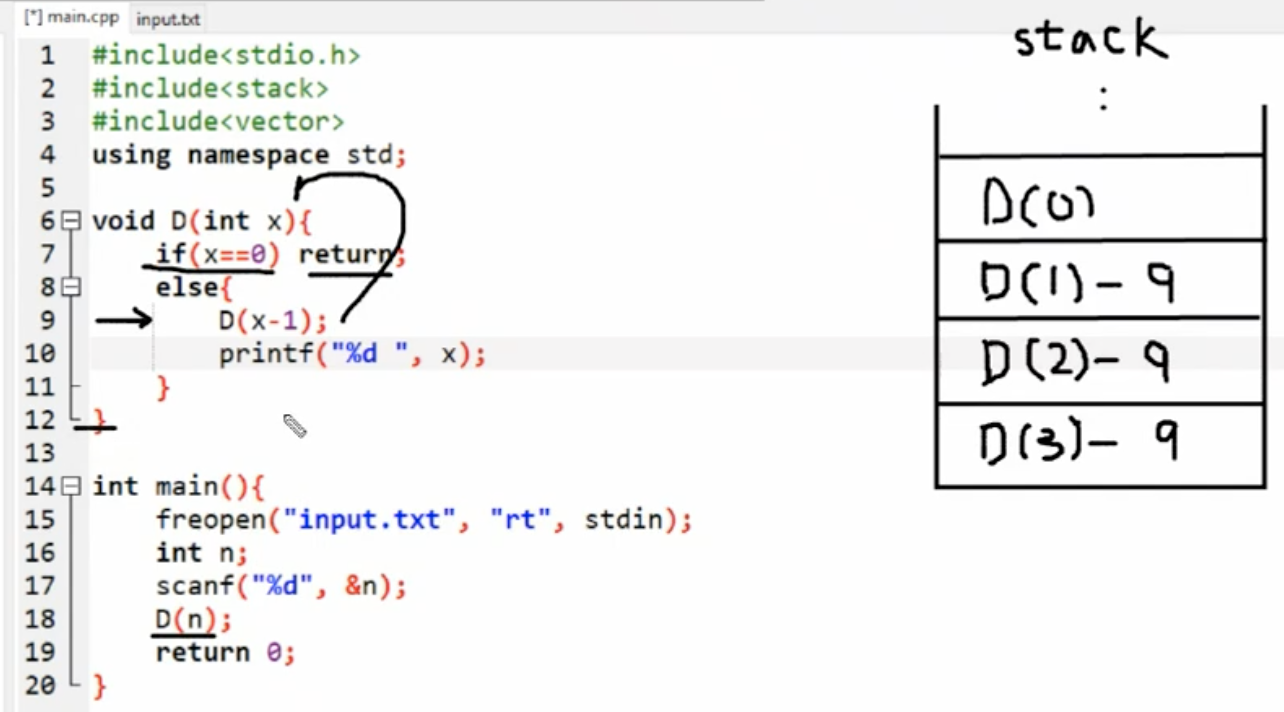 [*] main.cpp input.txt
1 #include<stdio.h>
2 #include<stack>
3 #include<vector>
4 using namespace std;
5
6 void D(int x){
7 if(x==0) return;
8 else{
9 D(x-1);
10 printf("%d ", x);
11 }
12 }
13
14 int main(){
15 freopen("input.txt", "rt", stdin);
16 int n;
17 scanf("%d", &n);
18 D(n);
19 return 0;
20 }
stack
:
D(0)
D(1)- 9
D(2)- 9
D(3)- 9